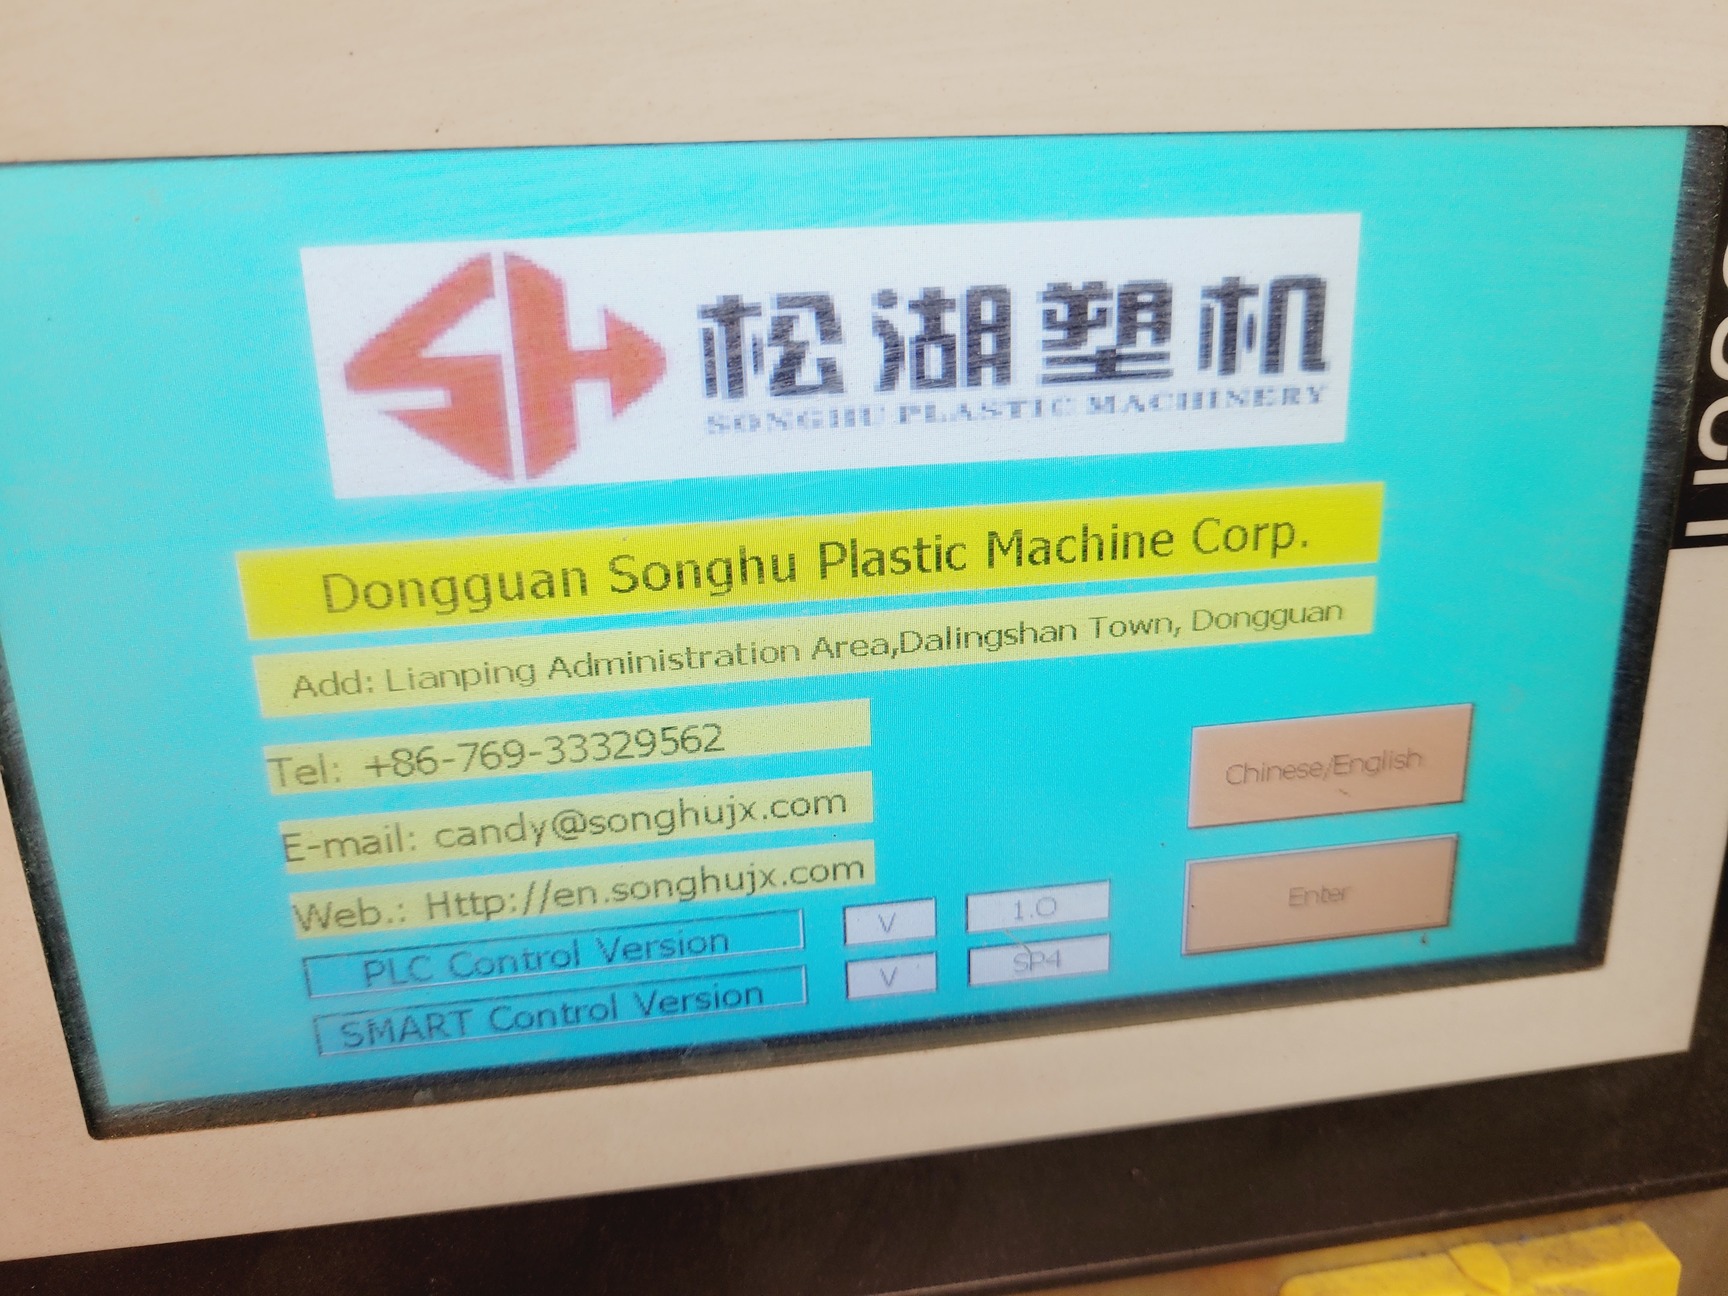 SH
松湖塑机
SONGHU PLASTIC MACHINERY
Dongguan Songhu Plastic Machine Corp.
Add: Lianping Administration Area,Dalingshan Town, Dongguan
Tel: +86-769-33329562
E-mail: candy@songhujx.com
Web.: Http://en.songhujx.com
Chinese/English
PLC Control Version V 1.0
Enter
SMART Control Version V SP4